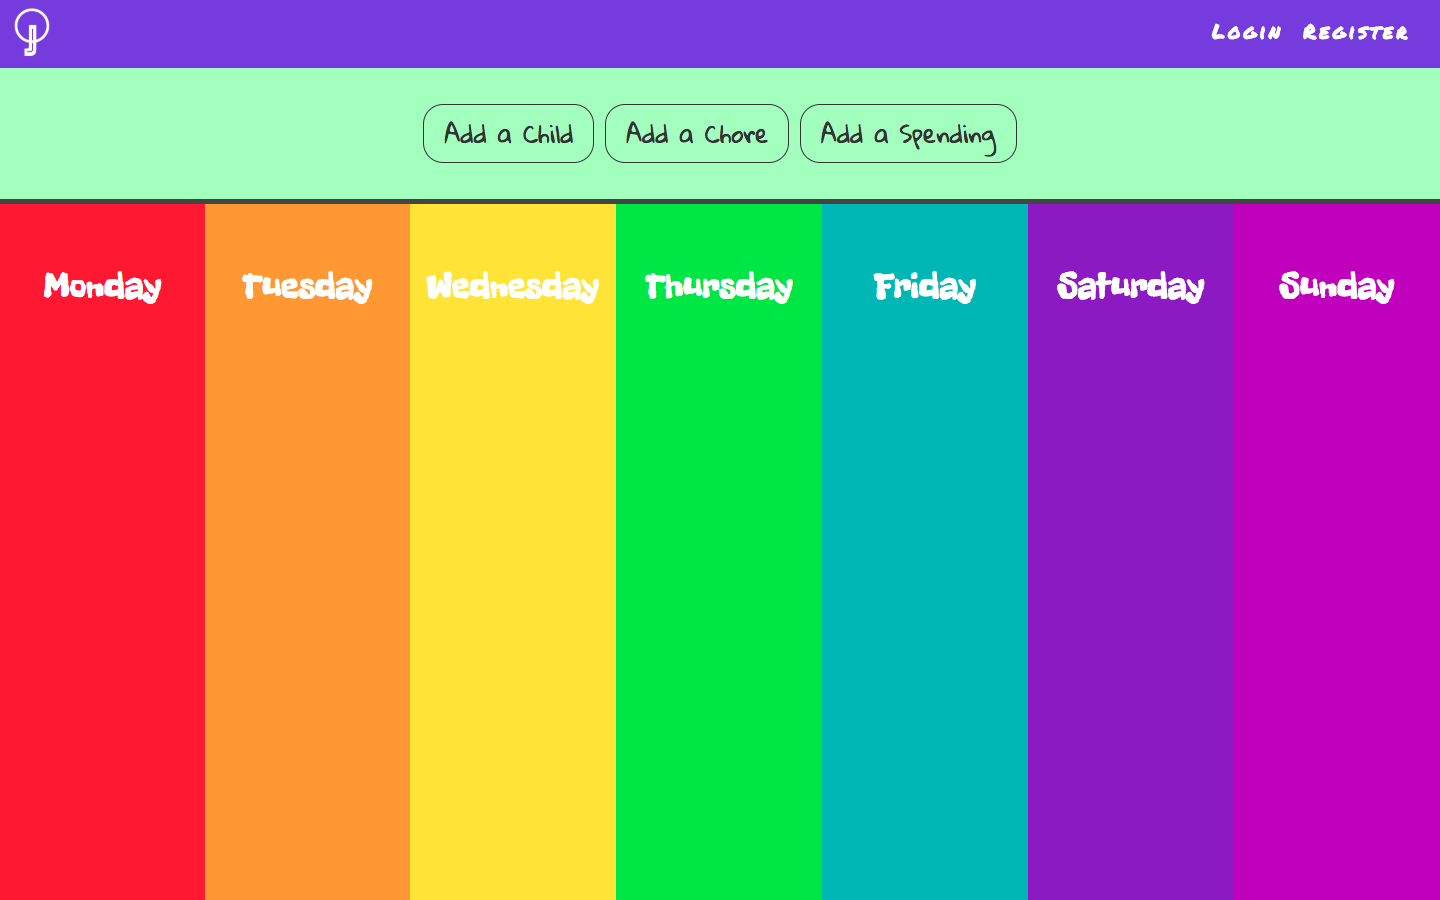 J
Login Register
Add a Child Add a Chore Add a Spending
Monday Tuesday Wednesday Thursday Friday Saturday Sunday